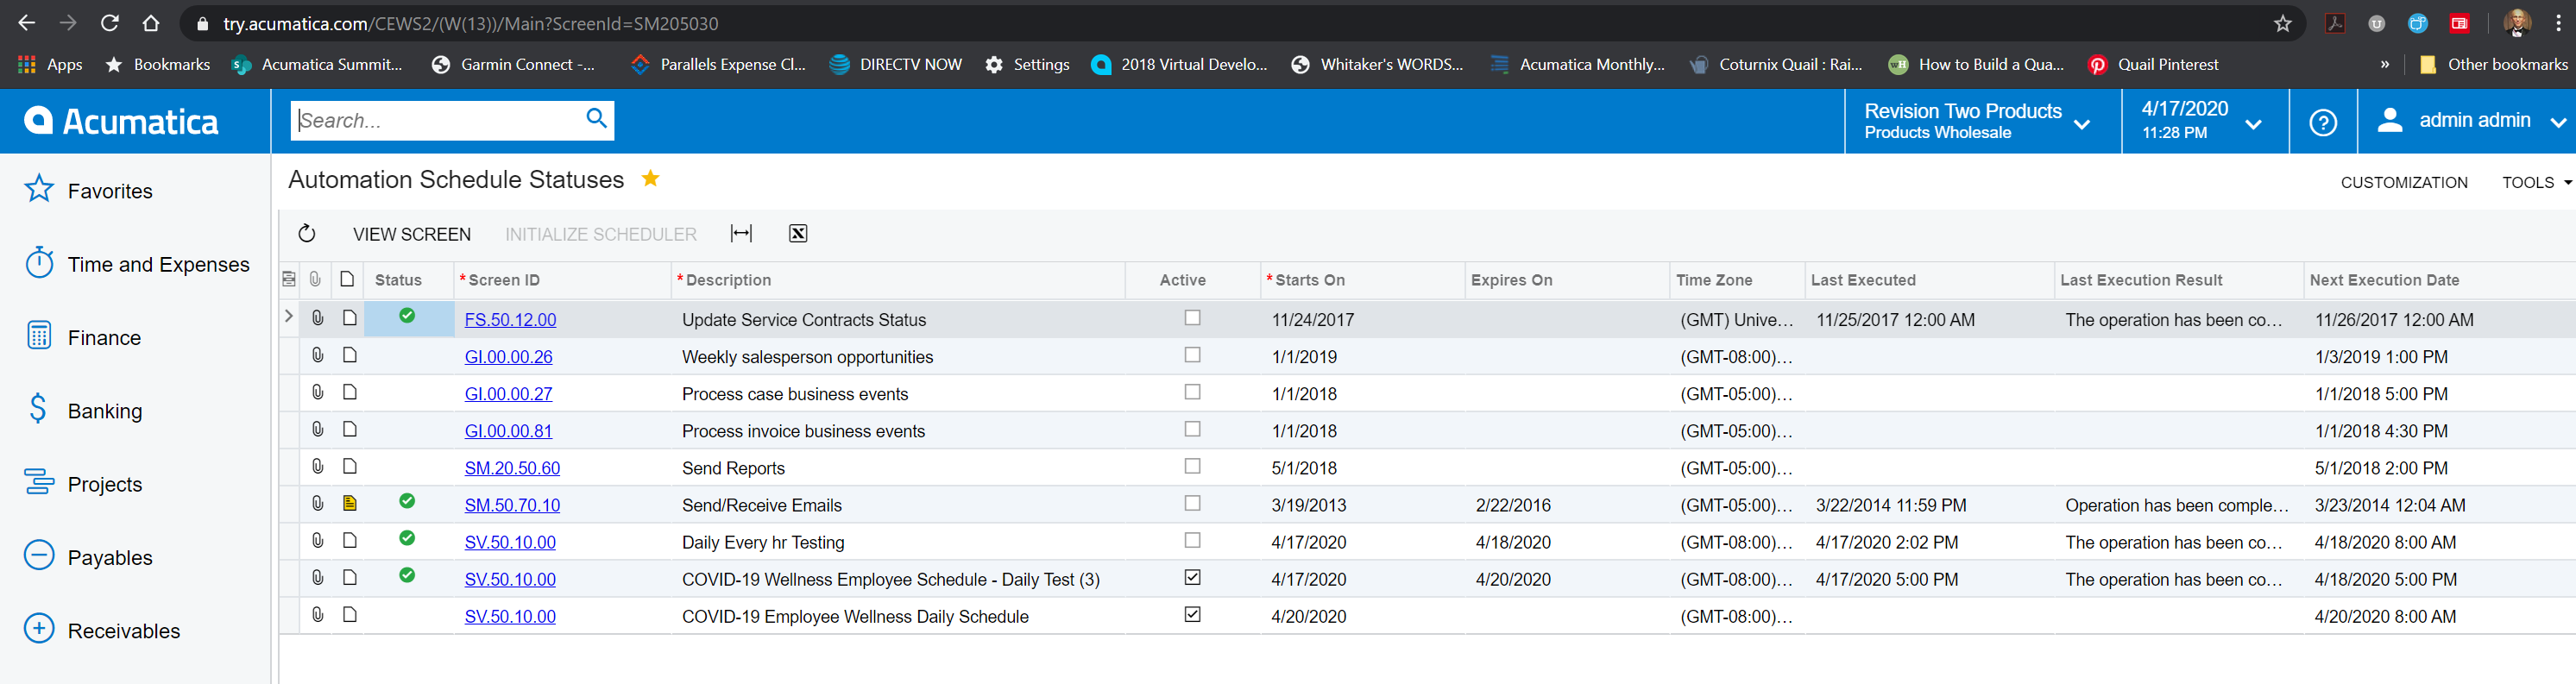 try.acumatica.com/CEWS2/(W(13))/Main?ScreenId=SM205030
Apps Bookmarks Acumatica Summit... Garmin Connect -... Parallels Expense Cl... DIRECTV NOW Settings 2018 Virtual Develo... Whitaker's WORDS... Acumatica Monthly... Coturnix Quail : Rai... How to Build a Qua... Quail Pinterest » Other bookmarks
Acumatica Search... Revision Two Products 4/17/2020 admin admin
Products Wholesale 11:28 PM
Favorites
Time and Expenses
Finance
Banking
Projects
Payables
Receivables
Automation Schedule Statuses CUSTOMIZATION TOOLS
VIEW SCREEN INITIALIZE SCHEDULER
Status * Screen ID * Description Active * Starts On Expires On Time Zone Last Executed Last Execution Result Next Execution Date
FS.50.12.00 Update Service Contracts Status 11/24/2017 (GMT) Unive... 11/25/2017 12:00 AM The operation has been co... 11/26/2017 12:00 AM
GI.00.00.26 Weekly salesperson opportunities 1/1/2019 (GMT-08:00)... 1/3/2019 1:00 PM
GI.00.00.27 Process case business events 1/1/2018 (GMT-05:00)... 1/1/2018 5:00 PM
GI.00.00.81 Process invoice business events 1/1/2018 (GMT-05:00)... 1/1/2018 4:30 PM
SM.20.50.60 Send Reports 5/1/2018 (GMT-05:00)... 5/1/2018 2:00 PM
SM.50.70.10 Send/Receive Emails 3/19/2013 2/22/2016 (GMT-05:00)... 3/22/2014 11:59 PM Operation has been comple... 3/23/2014 12:04 AM
SV.50.10.00 Daily Every hr Testing 4/17/2020 4/18/2020 (GMT-08:00)... 4/17/2020 2:02 PM The operation has been co... 4/18/2020 8:00 AM
SV.50.10.00 COVID-19 Wellness Employee Schedule - Daily Test (3) 4/17/2020 4/20/2020 (GMT-08:00)... 4/17/2020 5:00 PM The operation has been co... 4/18/2020 5:00 PM
SV.50.10.00 COVID-19 Employee Wellness Daily Schedule 4/20/2020 (GMT-08:00)... 4/20/2020 8:00 AM